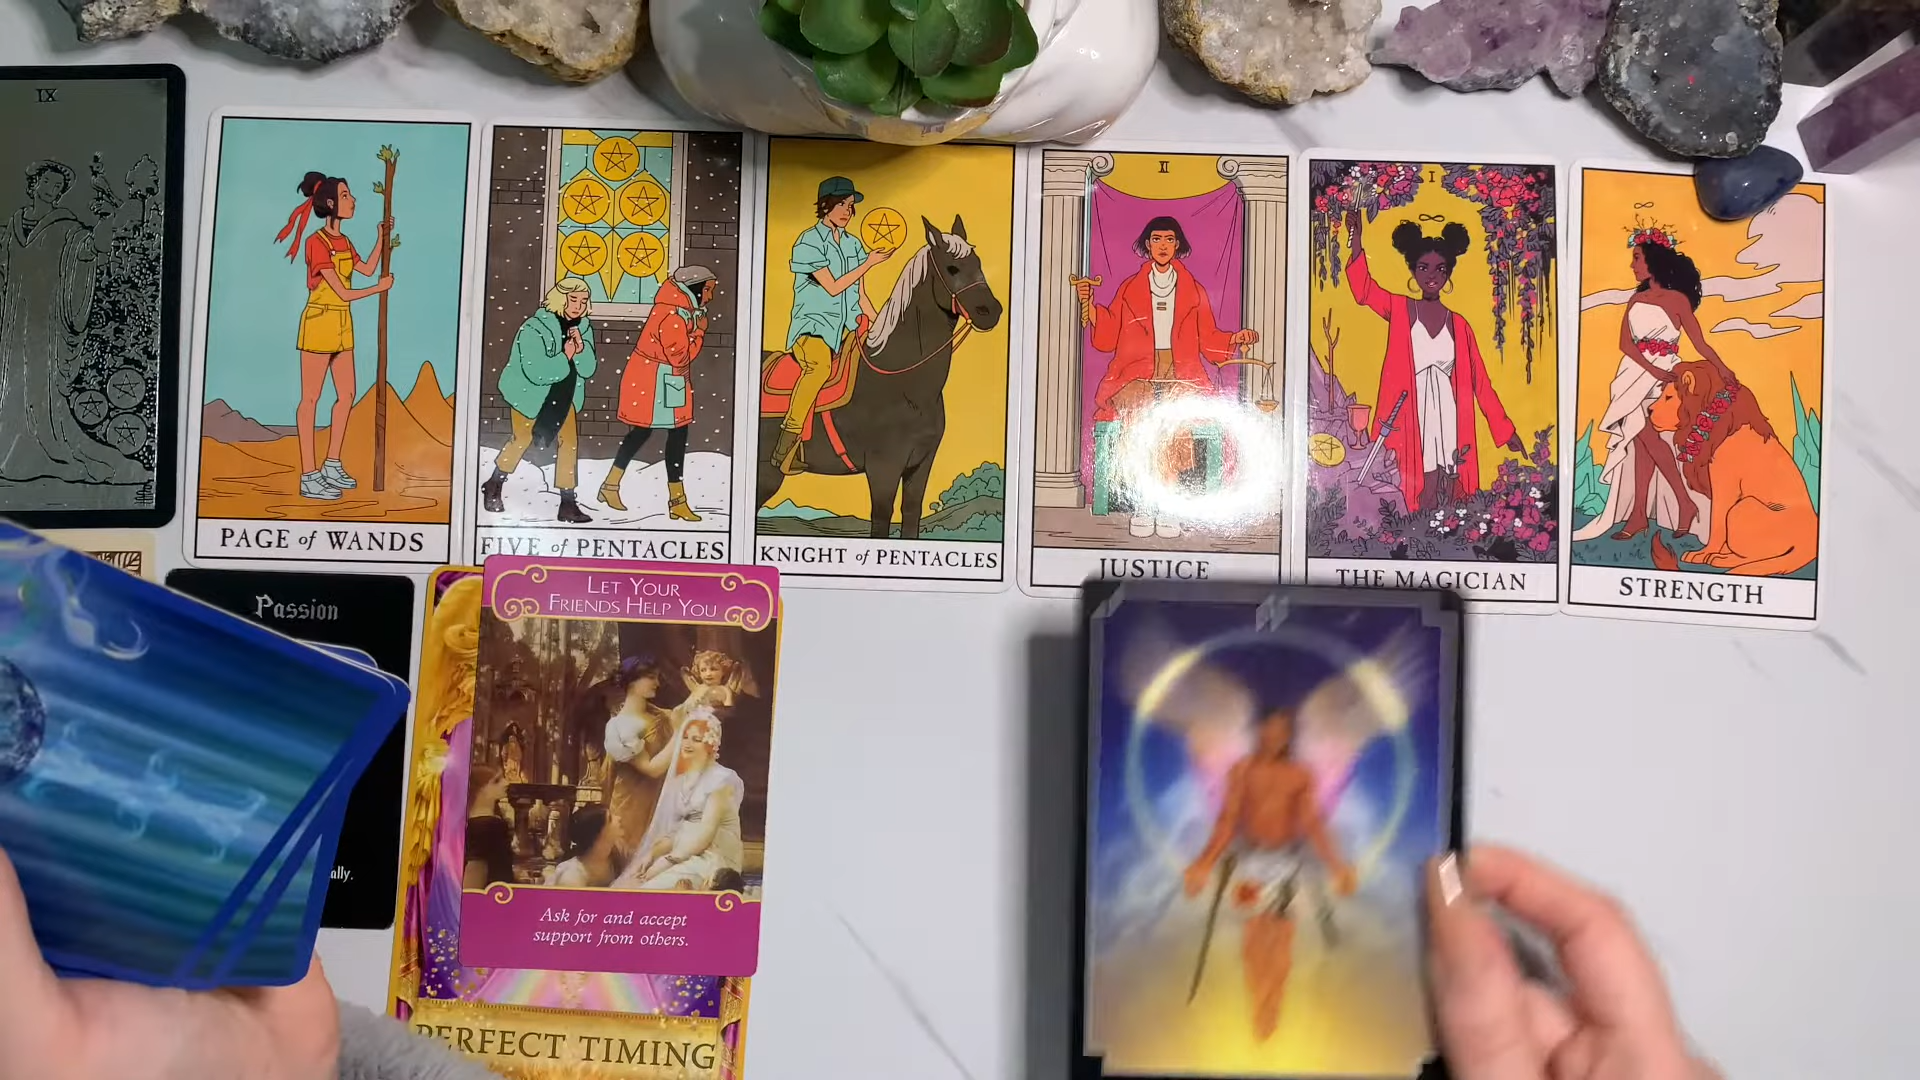 IX
PAGE of WANDS
FIVE of PENTACLES
KNIGHT of PENTACLES
XI
JUSTICE
I
THE MAGICIAN
STRENGTH
Passion
ally.
LET YOUR
FRIENDS HELP YOU
Ask for and accept
support from others.
PERFECT TIMING